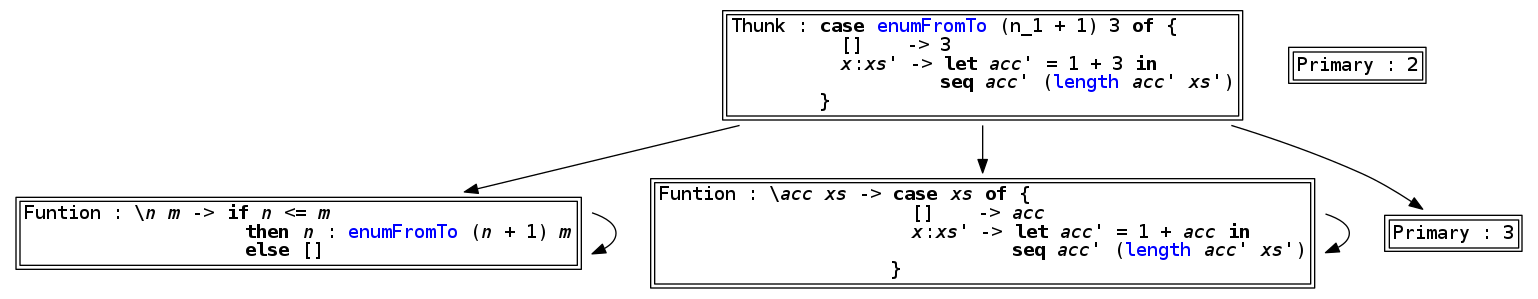 Thunk : case enumFromTo (n_1 + 1) 3 of {
[] -> 3
x:xs' -> let acc' = 1 + 3 in
seq acc' (length acc' xs')
}
Primary : 2
Funtion : \n m -> if n <= m
then n : enumFromTo (n + 1) m
else []
Funtion : \acc xs -> case xs of {
[] -> acc
x:xs' -> let acc' = 1 + acc in
seq acc' (length acc' xs')
}
Primary : 3